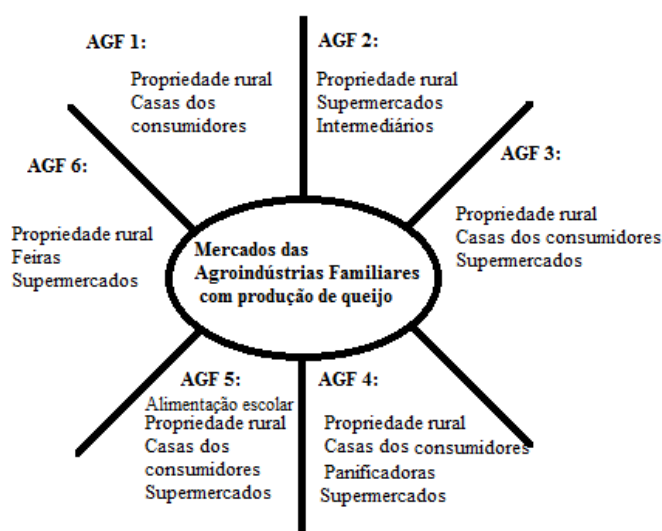 AGF 1:
Propriedade rural
Casas dos
consumidores
AGF 2:
Propriedade rural
Supermercados
Intermediários
AGF 3:
Propriedade rural
Casas dos consumidores
Supermercados
AGF 6:
Propriedade rural
Feiras
Supermercados
Mercados das
Agroindústrias Familiares
com produção de queijo
AGF 5:
Alimentação escolar
Propriedade rural
Casas dos
consumidores
Supermercados
AGF 4:
Propriedade rural
Casas dos consumidores
Panificadoras
Supermercados